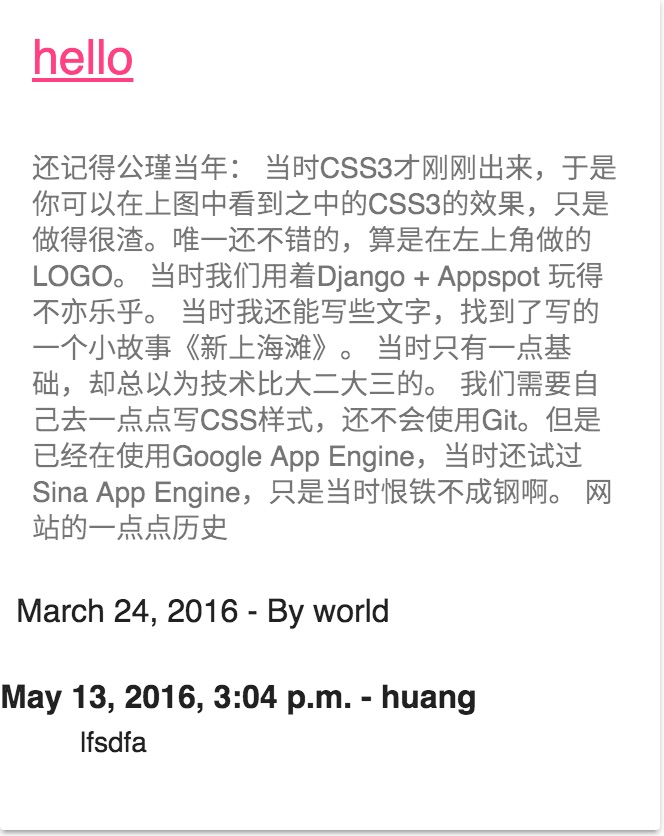 hello
还记得公瑾当年： 当时CSS3才刚刚出来，于是
你可以在上图中看到之中的CSS3的效果，只是
做得很渣。唯一还不错的，算是在左上角做的
LOGO。 当时我们用着Django + Appspot 玩得
不亦乐乎。 当时我还能写些文字，找到了写的
一个小故事《新上海滩》。 当时只有一点基
础，却总以为技术比大二大三的。 我们需要自
己去一点点写CSS样式，还不会使用Git。但是
已经在使用Google App Engine，当时还试过
Sina App Engine，只是当时恨铁不成钢啊。 网
站的一点点历史
March 24, 2016 - By world
May 13, 2016, 3:04 p.m. - huang
lfsdfa